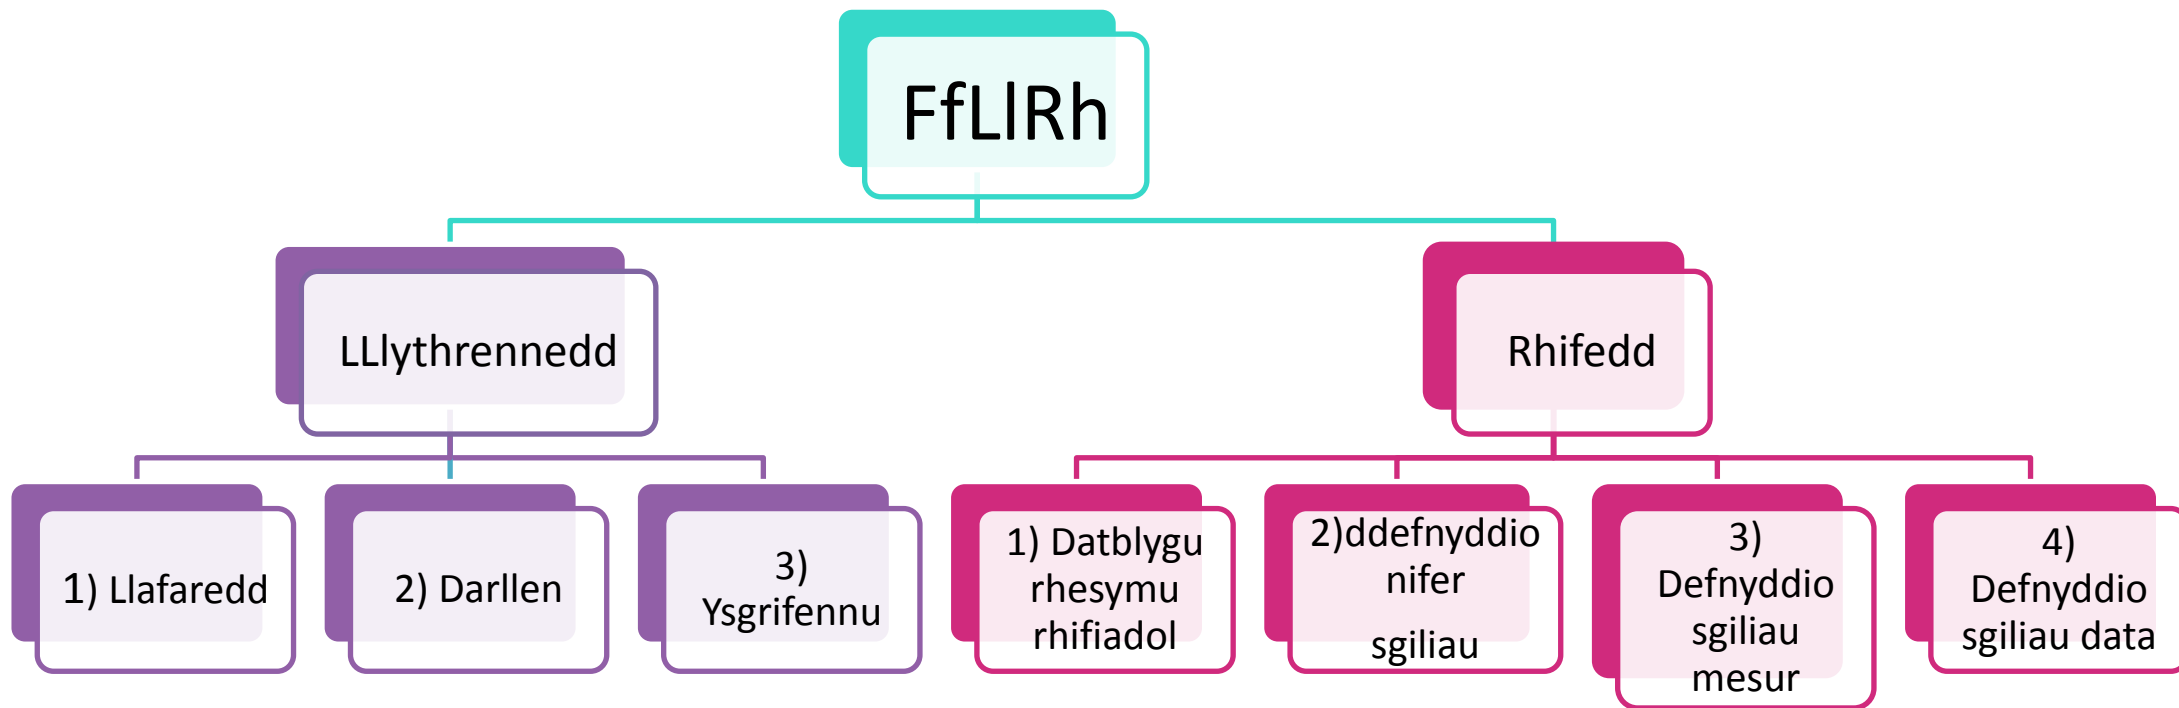 FfLlRh
LLlythrennedd
Rhifedd
1) Llafaredd
2) Darllen
3)
Ysgrifennu
1) Datblygu
rhesymu
rhifiadol
2)ddefnyddio
nifer
sgiliau
3)
Defnyddio
sgiliau
mesur
4)
Defnyddio
sgiliau data